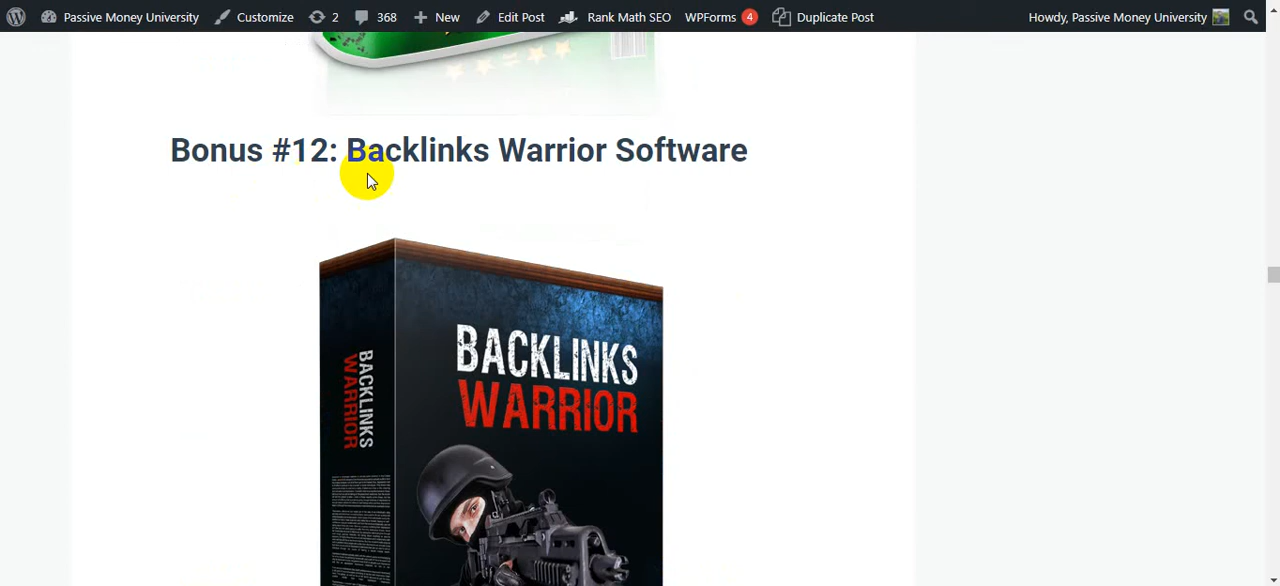 Passive Money University Customize 2 368 New Edit Post Rank Math SEO WPForms 4 Duplicate Post Howdy, Passive Money University
Bonus #12: Backlinks Warrior Software
BACKLINKS
WARRIOR
BACKLINKS
WARRIOR